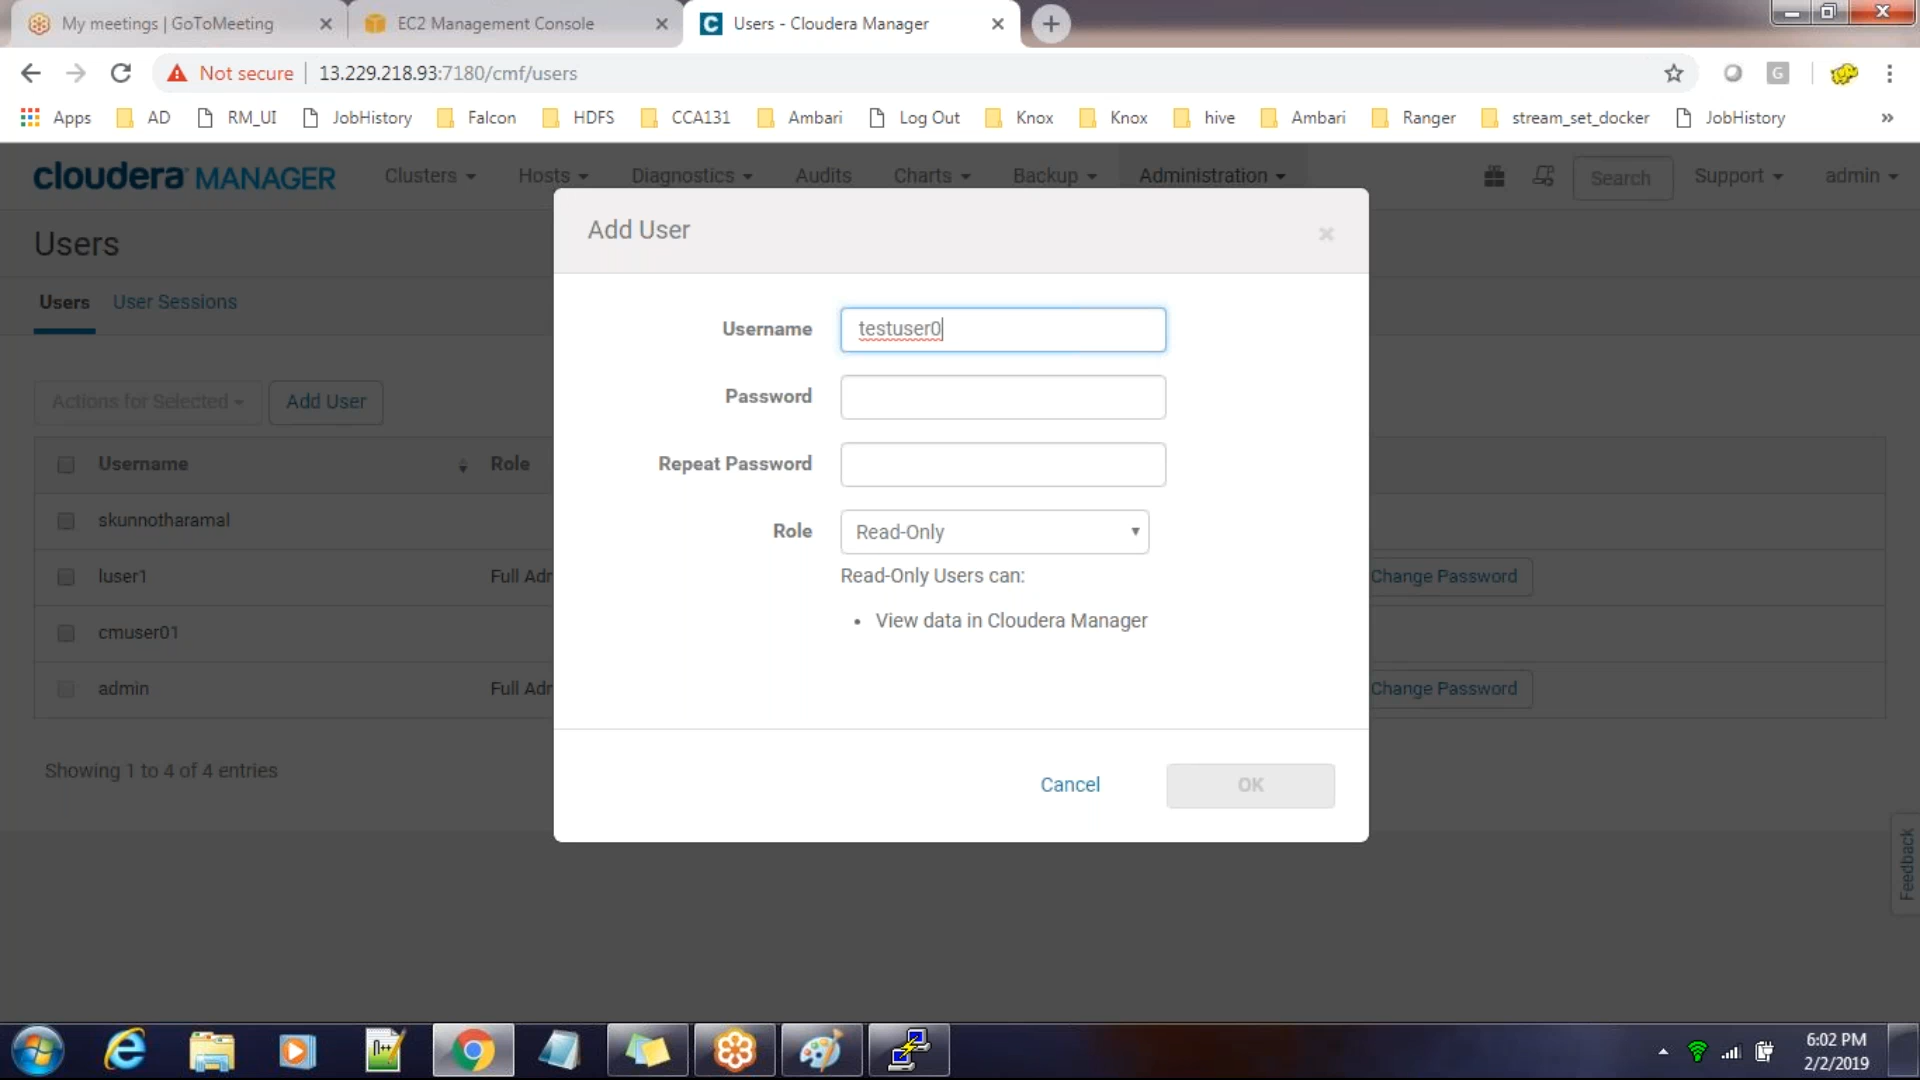 My meetings | GoToMeeting
EC2 Management Console
Users - Cloudera Manager
Not secure
13.229.218.93:7180/cmf/users
G
Apps
AD
RM_UI
JobHistory
Falcon
HDFS
CCA131
Ambari
Log Out
Knox
Knox
hive
Ambari
Ranger
stream_set_docker
JobHistory
»
cloudera MANAGER
Clusters
Hosts
Diagnostics
Audits
Charts
Backup
Administration
Search
Support
admin
Users
Add User
Users
User Sessions
Username
testuser0
Password
Actions for Selected
Add User
Username
Role
Repeat Password
skunnotharamal
Role
Read-Only
luser1
Full Adr
Read-Only Users can:
Change Password
• View data in Cloudera Manager
cmuser01
admin
Full Adr
Change Password
Showing 1 to 4 of 4 entries
Cancel
OK
Feedback
6:02 PM
2/2/2019